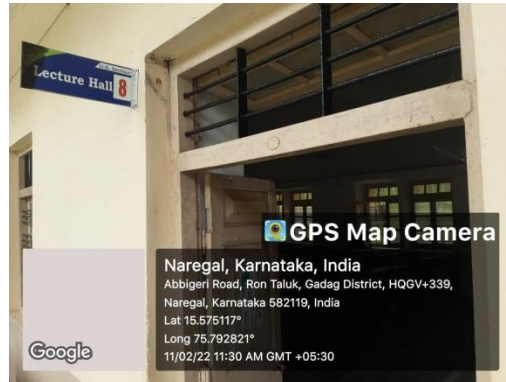 U.G. Section
Lecture Hall 8
GPS Map Camera
Naregal, Karnataka, India
Abbigeri Road, Ron Taluk, Gadag District, HQGV+339,
Naregal, Karnataka 582119, India
Lat 15.575117°
Long 75.792821°
11/02/22 11:30 AM GMT +05:30
Google